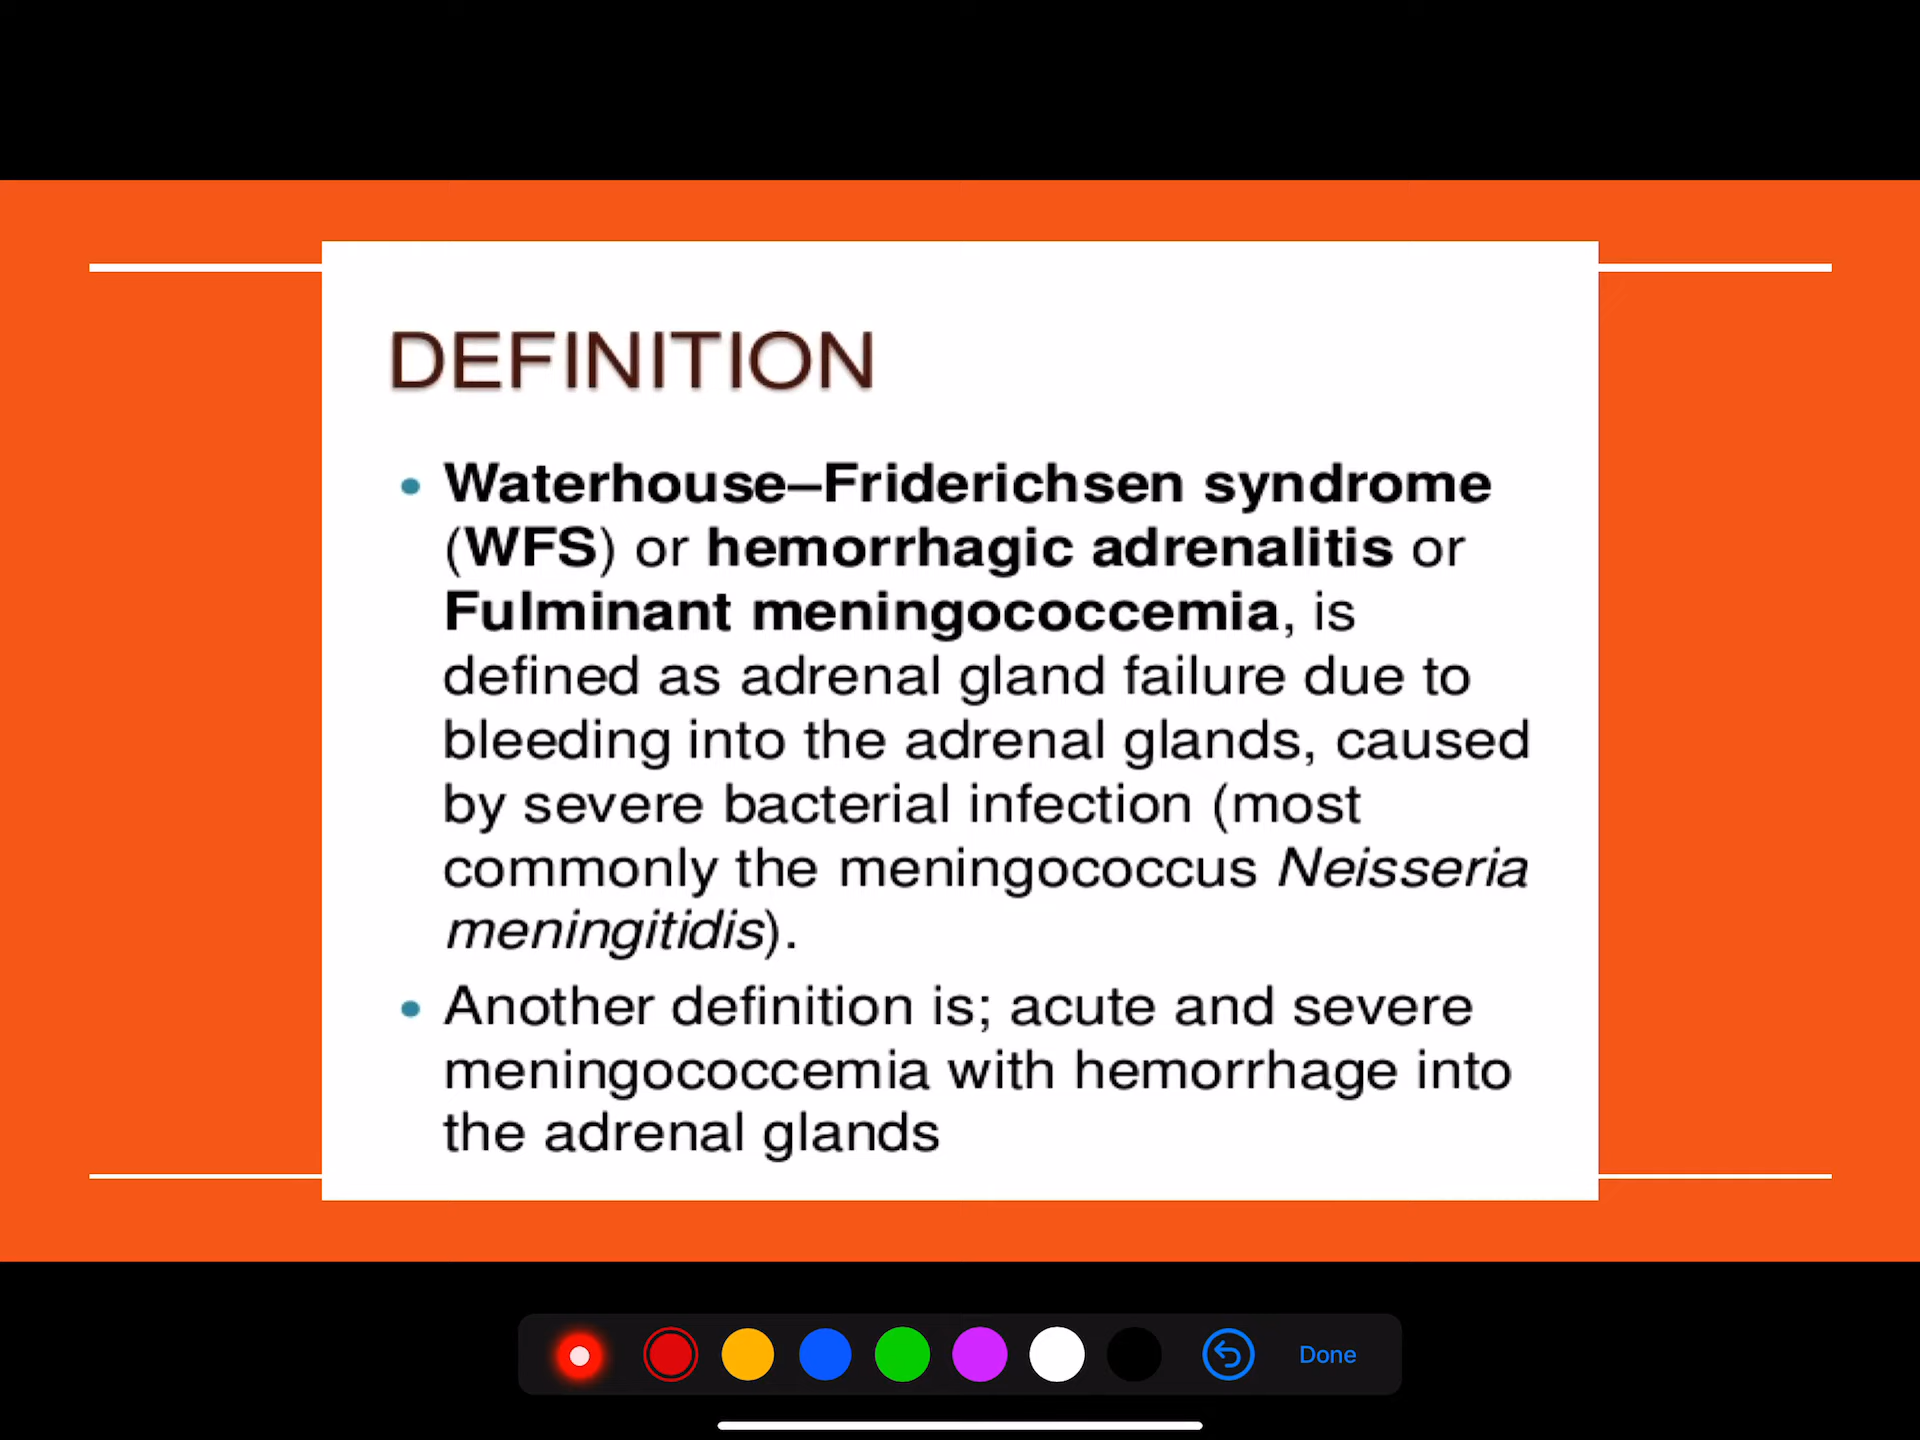 DEFINITION
• Waterhouse–Friderichsen syndrome
(WFS) or hemorrhagic adrenalitis or
Fulminant meningococcemia, is
defined as adrenal gland failure due to
bleeding into the adrenal glands, caused
by severe bacterial infection (most
commonly the meningococcus Neisseria
meningitidis).
• Another definition is; acute and severe
meningococcemia with hemorrhage into
the adrenal glands
Done